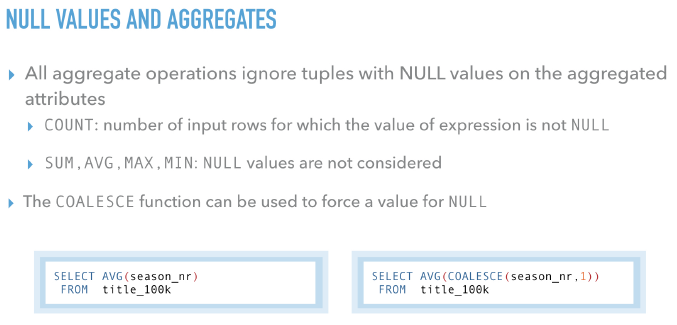 NULL VALUES AND AGGREGATES
▸ All aggregate operations ignore tuples with NULL values on the aggregated
attributes
▸ COUNT: number of input rows for which the value of expression is not NULL
▸ SUM,AVG,MAX,MIN: NULL values are not considered
▸ The COALESCE function can be used to force a value for NULL
SELECT AVG(season_nr)
FROM title_100k
SELECT AVG(COALESCE(season_nr,1))
FROM title_100k